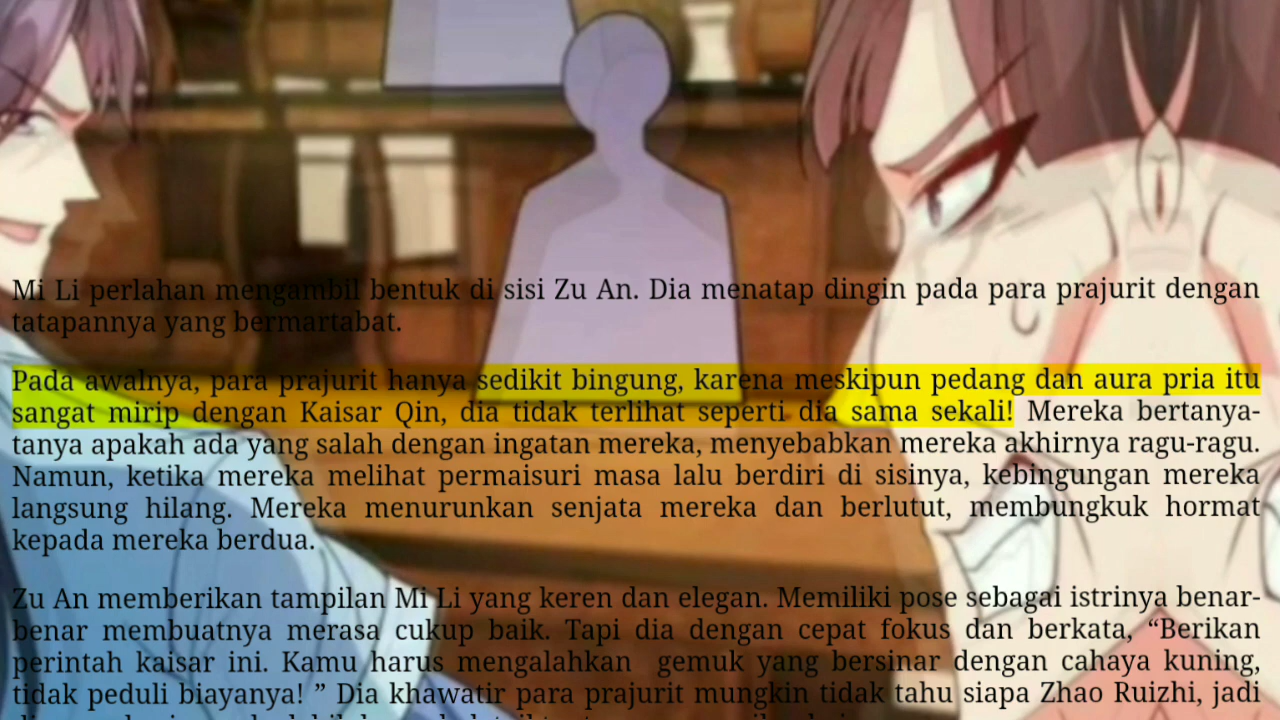 Mi Li perlahan mengambil bentuk di sisi Zu An. Dia menatap dingin pada para prajurit dengan
tatapannya yang bermartabat.
Pada awalnya, para prajurit hanya sedikit bingung, karena meskipun pedang dan aura pria itu
sangat mirip dengan Kaisar Qin, dia tidak terlihat seperti dia sama sekali! Mereka bertanya-
tanya apakah ada yang salah dengan ingatan mereka, menyebabkan mereka akhirnya ragu-ragu.
Namun, ketika mereka melihat permaisuri masa lalu berdiri di sisinya, kebingungan mereka
langsung hilang. Mereka menurunkan senjata mereka dan berlutut, membungkuk hormat
kepada mereka berdua.
Zu An memberikan tampilan Mi Li yang keren dan elegan. Memiliki pose sebagai istrinya benar-
benar membuatnya merasa cukup baik. Tapi dia dengan cepat fokus dan berkata, “Berikan
perintah kaisar ini. Kamu harus mengalahkan  gemuk yang bersinar dengan cahaya kuning,
tidak peduli biayanya! ” Dia khawatir para prajurit mungkin tidak tahu siapa Zhao Ruizhi, jadi